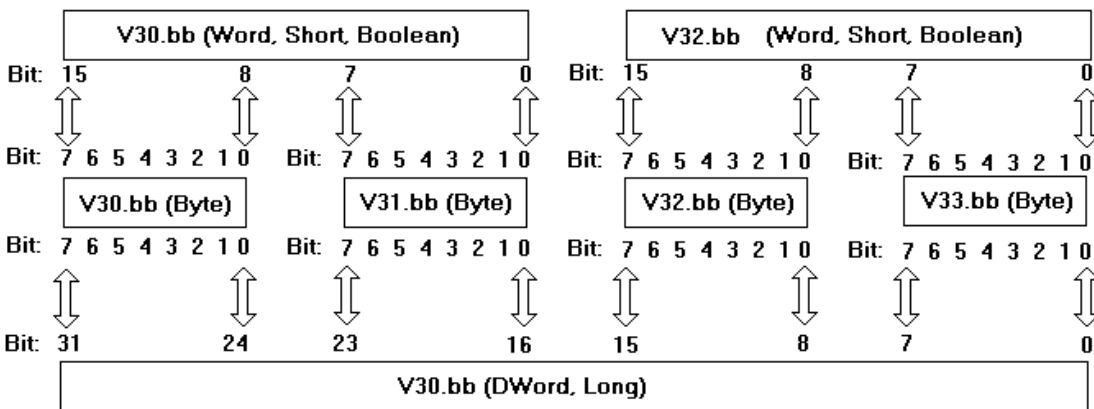 V30.bb (Word, Short, Boolean) V32.bb (Word, Short, Boolean)
Bit: 15 8 7 0 15 8 7 0
Bit: 7 6 5 4 3 2 1 0 Bit: 7 6 5 4 3 2 1 0 Bit: 7 6 5 4 3 2 1 0 Bit: 7 6 5 4 3 2 1 0
V30.bb (Byte) V31.bb (Byte) V32.bb (Byte) V33.bb (Byte)
Bit: 7 6 5 4 3 2 1 0 Bit: 7 6 5 4 3 2 1 0 Bit: 7 6 5 4 3 2 1 0 Bit: 7 6 5 4 3 2 1 0
Bit: 31 24 23 16 15 8 7 0
V30.bb (DWord, Long)